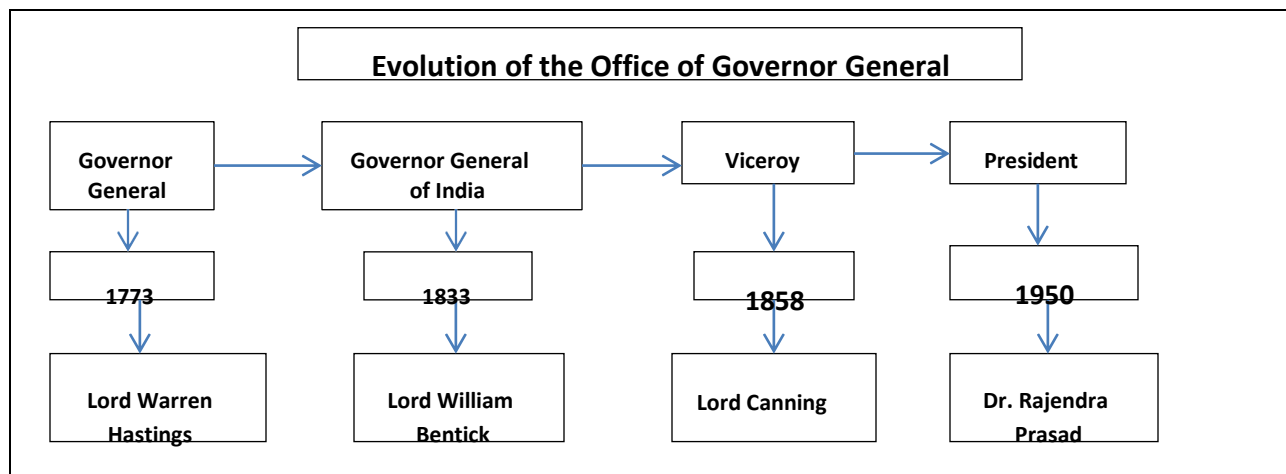 Evolution of the Office of Governor General
Governor
General
Governor General
of India
Viceroy
President
1773
1833
1858
1950
Lord Warren
Hastings
Lord William
Bentick
Lord Canning
Dr. Rajendra
Prasad